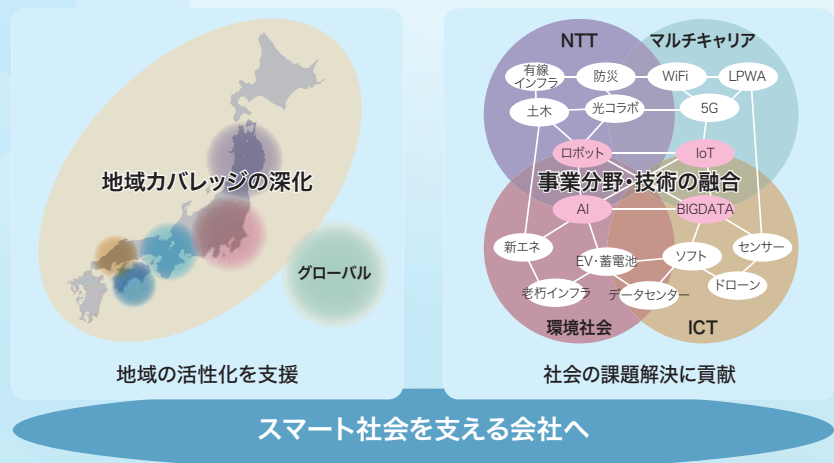 地域カバレッジの深化
グローバル
地域の活性化を支援
NTT
マルチキャリア
有線
インフラ
防災
WiFi
LPWA
土木
光コラボ
5G
ロボット
IoT
事業分野・技術の融合
AI
BIGDATA
新エネ
EV・蓄電池
ソフト
センサー
老朽インフラ
データセンター
ドローン
環境社会
ICT
社会の課題解決に貢献
スマート社会を支える会社へ